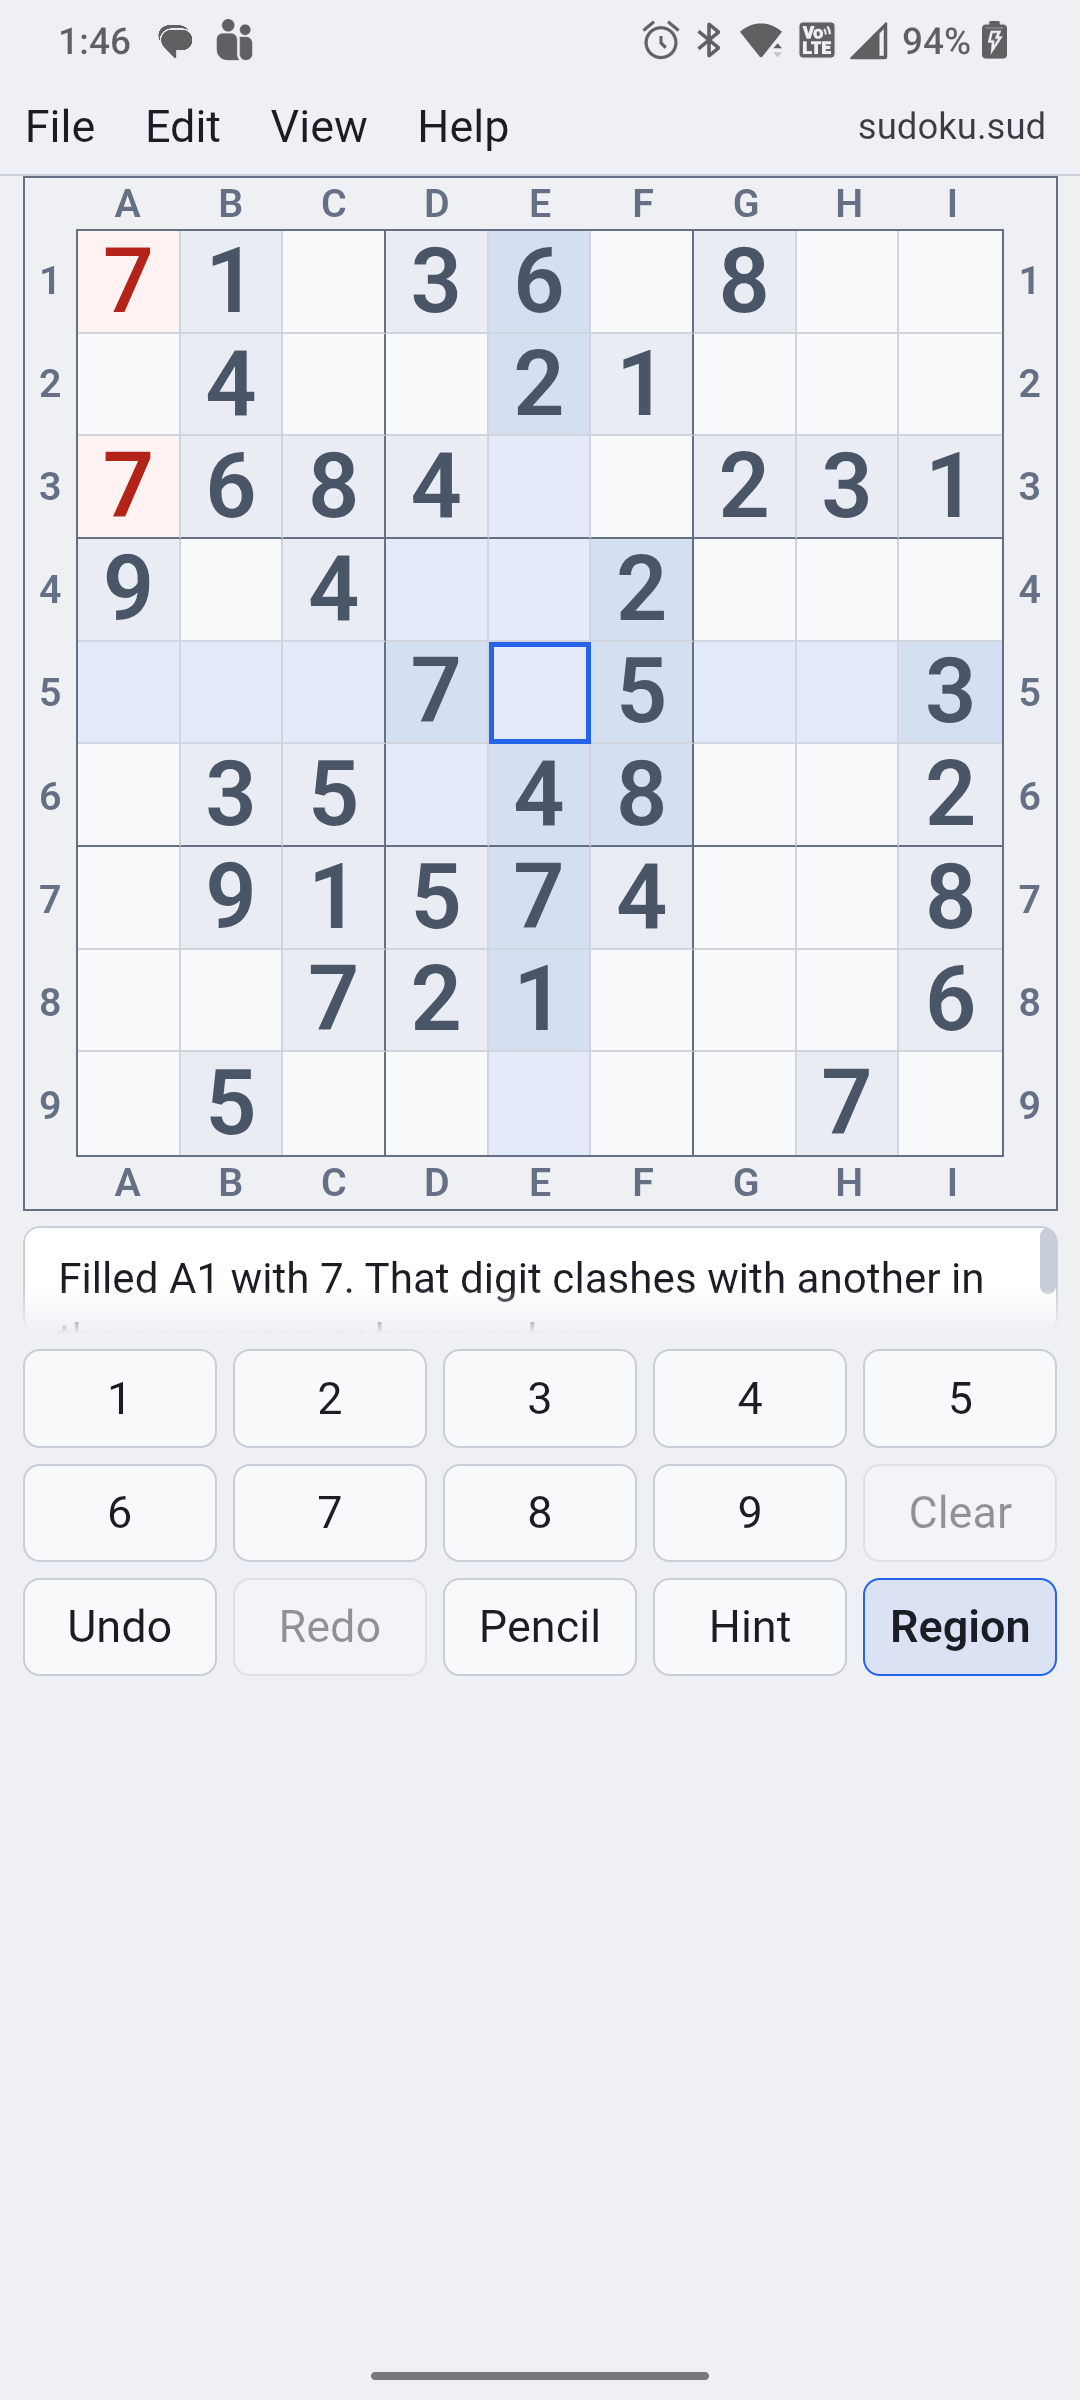 1:46 Vo)) LTE 94%
File Edit View Help sudoku.sud
A B C D E F G H I
1 7 1 3 6 8 1
2 4 2 1 2
3 7 6 8 4 2 3 1 3
4 9 4 2 4
5 7 5 3 5
6 3 5 4 8 2 6
7 9 1 5 7 4 8 7
8 7 2 1 6 8
9 5 7 9
A B C D E F G H I
Filled A1 with 7. That digit clashes with another in
1 2 3 4 5
6 7 8 9 Clear
Undo Redo Pencil Hint Region